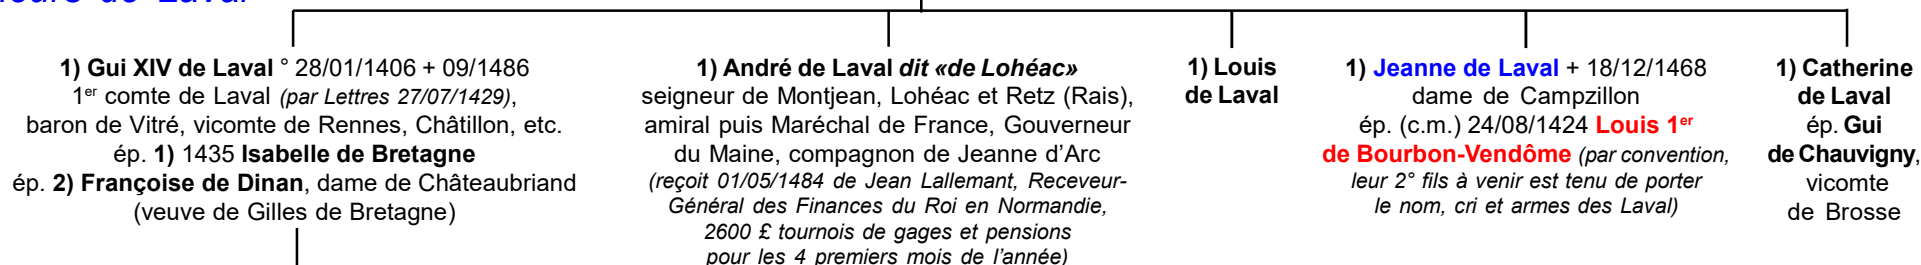 de Laval
1) Gui XIV de Laval ° 28/01/1406 + 09/1486
1er comte de Laval (par Lettres 27/07/1429),
baron de Vitré, vicomte de Rennes, Châtillon, etc.
ép. 1) 1435 Isabelle de Bretagne
ép. 2) Françoise de Dinan, dame de Châteaubriand
(veuve de Gilles de Bretagne)
1) André de Laval dit «de Lohéac»
seigneur de Montjean, Lohéac et Retz (Rais),
amiral puis Maréchal de France, Gouverneur
du Maine, compagnon de Jeanne d'Arc
(reçoit 01/05/1484 de Jean Lallemant, Receveur-
Général des Finances du Roi en Normandie,
2600 £ tournois de gages et pensions
pour les 4 premiers mois de l'année)
1) Louis
de Laval
1) Jeanne de Laval + 18/12/1468
dame de Campzillon
ép. (c.m.) 24/08/1424 Louis 1er
de Bourbon-Vendôme (par convention,
leur 2° fils à venir est tenu de porter
le nom, cri et armes des Laval)
1) Catherine
de Laval
ép. Gui
de Chauvigny,
vicomte
de Brosse